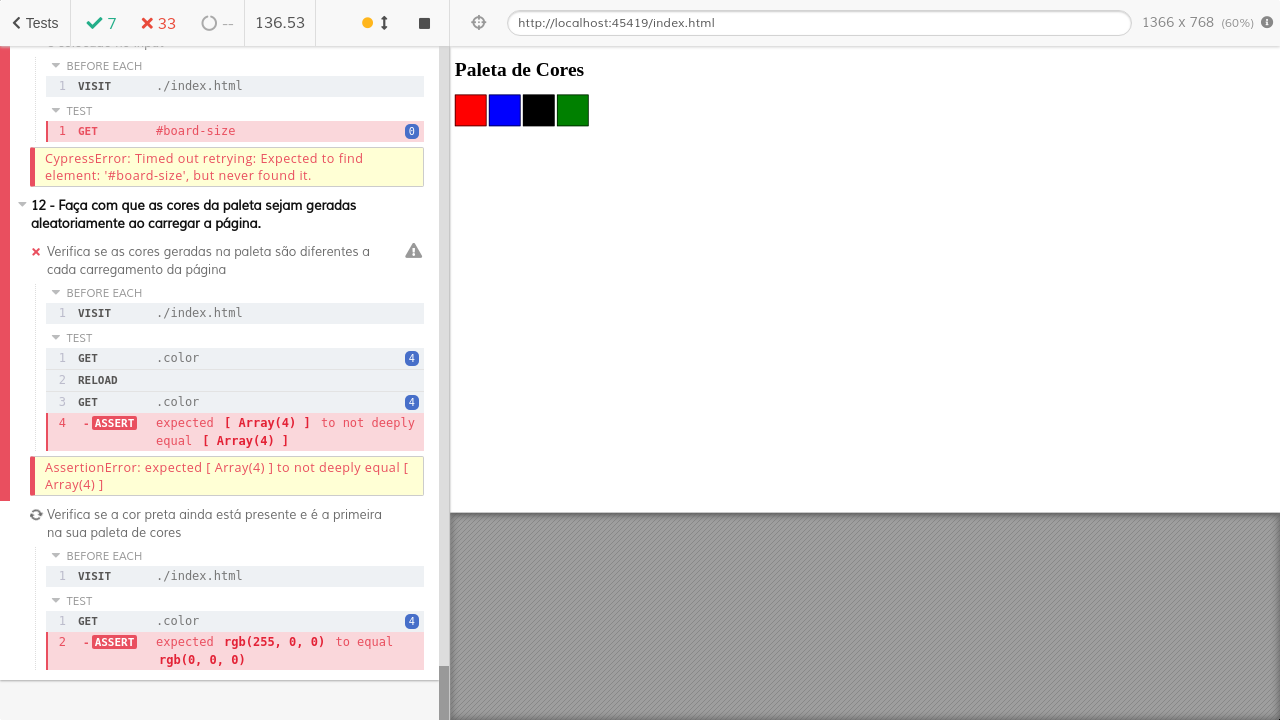 Tests
7
33
--
136.53
http://localhost:45419/index.html
1366 x 768 (60%)
BEFORE EACH
1 VISIT ./index.html
TEST
1 GET #board-size 0
CypressError: Timed out retrying: Expected to find
element: '#board-size', but never found it.
12 - Faça com que as cores da paleta sejam geradas
aleatoriamente ao carregar a página.
Verifica se as cores geradas na paleta são diferentes a
cada carregamento da página
BEFORE EACH
1 VISIT ./index.html
TEST
1 GET .color 4
2 RELOAD
3 GET .color 4
4 -ASSERT expected [ Array(4) ] to not deeply
equal [ Array(4) ]
AssertionError: expected [ Array(4) ] to not deeply equal [
Array(4) ]
Verifica se a cor preta ainda está presente e é a primeira
na sua paleta de cores
BEFORE EACH
1 VISIT ./index.html
TEST
1 GET .color 4
2 -ASSERT expected rgb(255, 0, 0) to equal
rgb(0, 0, 0)
Paleta de Cores